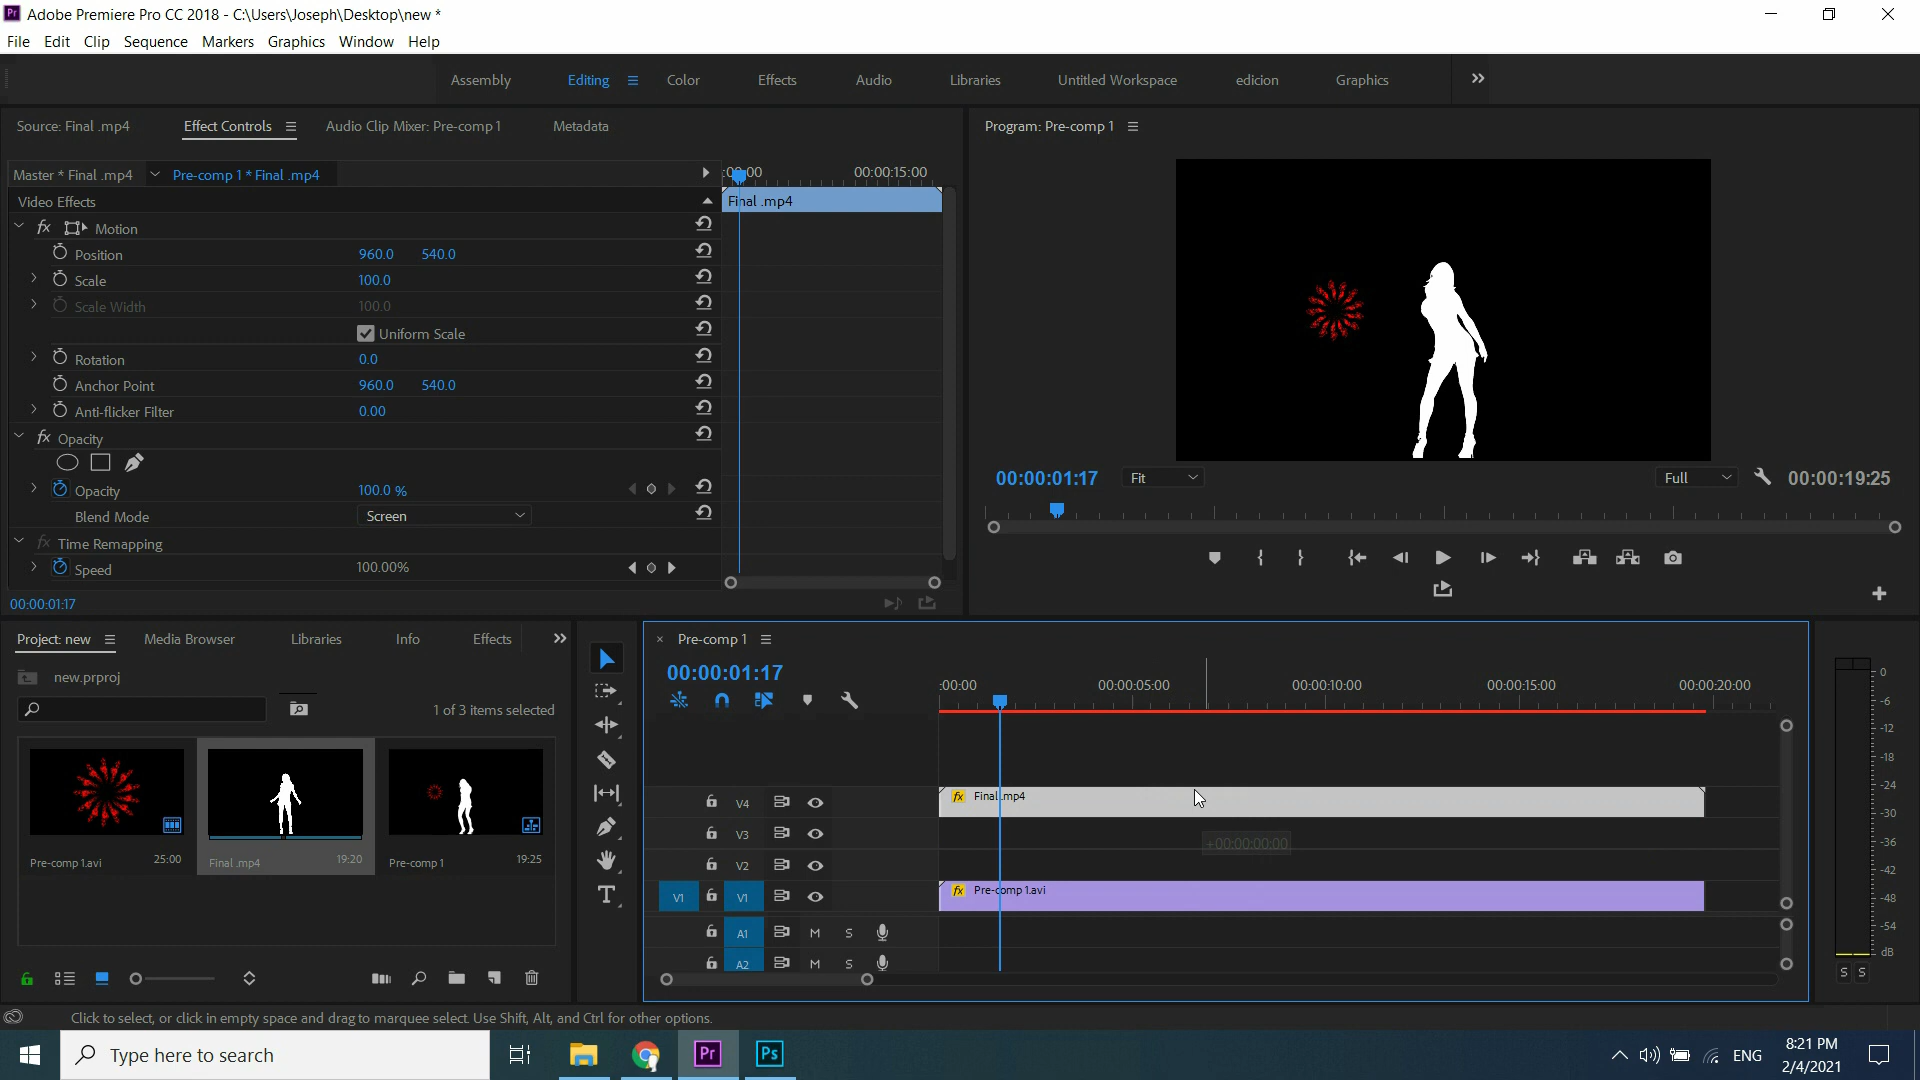 Adobe Premiere Pro CC 2018 - C:\Users\Joseph\Desktop\new *
File Edit Clip Sequence Markers Graphics Window Help
Assembly Editing Color Effects Audio Libraries Untitled Workspace edicion Graphics
Source: Final .mp4 Effect Controls Audio Clip Mixer: Pre-comp 1 Metadata
Program: Pre-comp 1
Master * Final .mp4 Pre-comp 1 * Final .mp4
:00:00 00:00:15:00
Video Effects
Final .mp4
fx Motion
Position 960.0 540.0
Scale 100.0
Scale Width 100.0
Uniform Scale
Rotation 0.0
Anchor Point 960.0 540.0
Anti-flicker Filter 0.00
fx Opacity
Opacity 100.0 %
Blend Mode Screen
fx Time Remapping
Speed 100.00%
00:00:01:17
00:00:01:17 Fit Full 00:00:19:25
Project: new Media Browser Libraries Info Effects
new.prproj
1 of 3 items selected
Pre-comp 1.avi 25:00
Final .mp4 19:20
Pre-comp 1 19:25
Pre-comp 1
00:00:01:17
:00:00 00:00:05:00 00:00:10:00 00:00:15:00 00:00:20:00
V4 fx Final .mp4
V3
+00:00:00:00
V2
V1 V1 fx Pre-comp 1.avi
A1 M S
A2 M S
0
-6
-12
-18
-24
-30
-36
-42
-48
-54
dB
S S
Click to select, or click in empty space and drag to marquee select. Use Shift, Alt, and Ctrl for other options.
Type here to search
Pr Ps
ENG
8:21 PM
2/4/2021